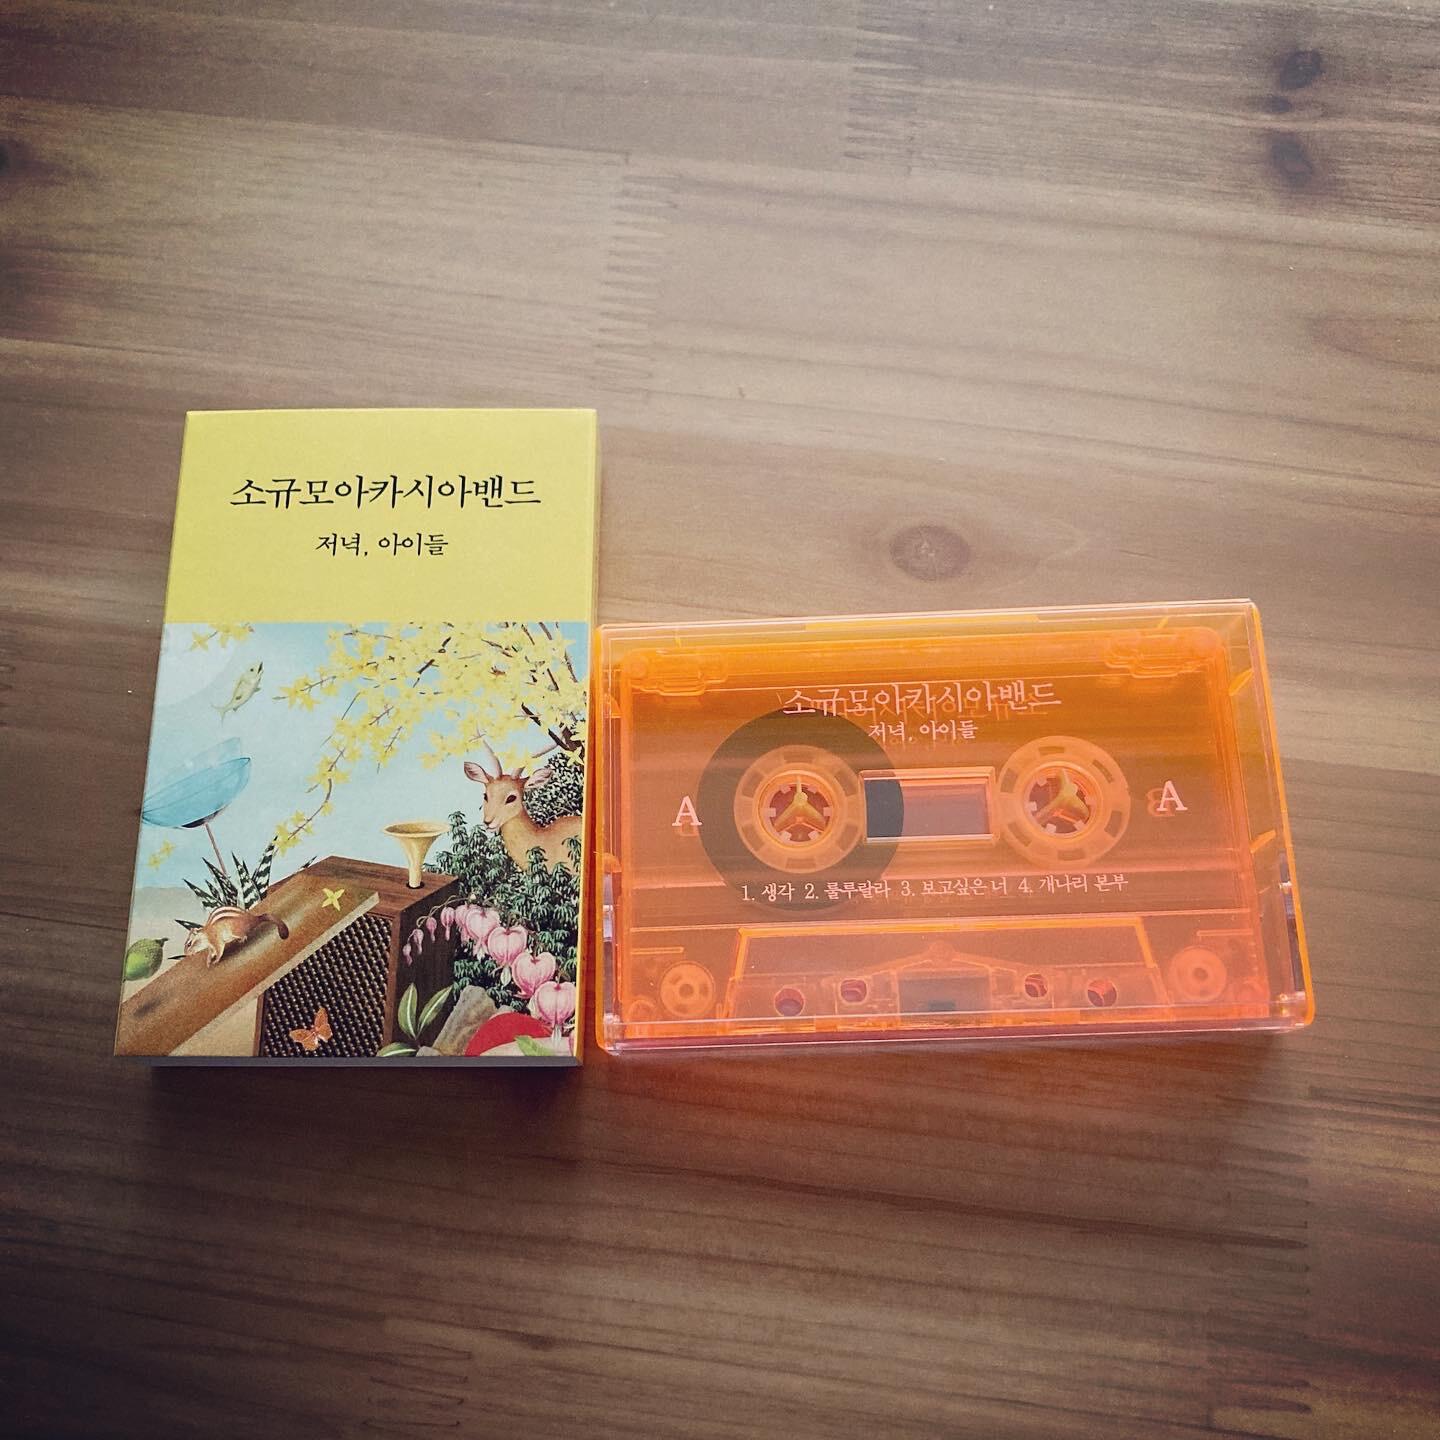 소규모아카시아밴드
저녁, 아이들
소규모아카시아밴드
저녁, 아이들
A
A
1. 생각 2. 룰루랄라 3. 보고싶은 너 4. 개나리 본부